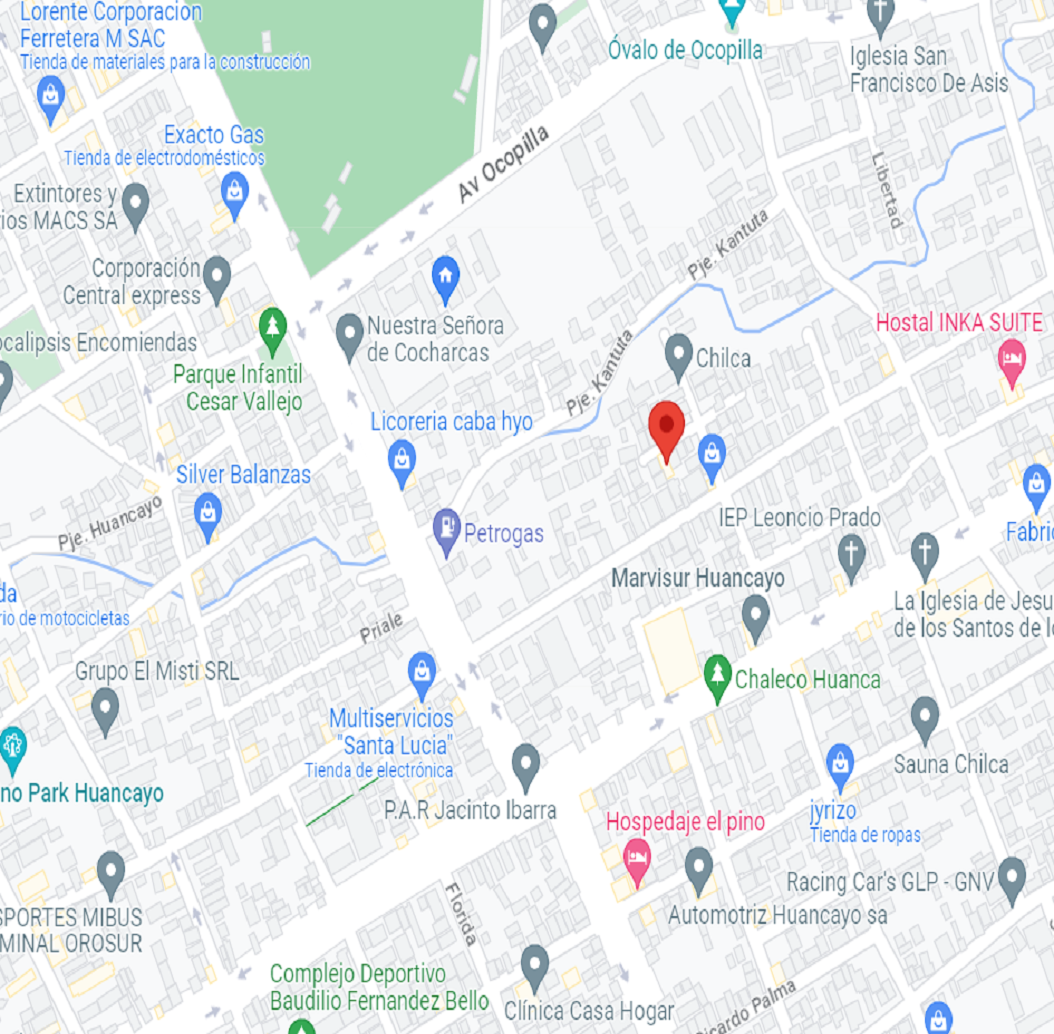 Lorente Corporacion
Ferretera M SAC
Tienda de materiales para la construcción
Óvalo de Ocopilla
Iglesia San
Francisco De Asis
Exacto Gas
Tienda de electrodomésticos
Av Ocopilla
Libertad
Extintores y
ios MACS SA
Pje. Kantuta
Corporación
Central express
Nuestra Señora
de Cocharcas
Hostal INKA SUITE
ocalipsis Encomiendas
Chilca
Parque Infantil
Cesar Vallejo
Pje. Kantuta
Licoreria caba hyo
Silver Balanzas
Pje. Huancayo
Petrogas
IEP Leoncio Prado
Fabric
Marvisur Huancayo
da
rio de motocicletas
La Iglesia de Jesu
de los Santos de lo
Priale
Grupo El Misti SRL
Chaleco Huanca
Multiservicios
"Santa Lucia"
Tienda de electrónica
Sauna Chilca
no Park Huancayo
P.A.R Jacinto Ibarra
jyrizo
Tienda de ropas
Hospedaje el pino
Racing Car's GLP - GNV
SPORTES MIBUS
MINAL OROSUR
Florida
Automotriz Huancayo sa
Complejo Deportivo
Baudilio Fernandez Bello
Clínica Casa Hogar
Ricardo Palma